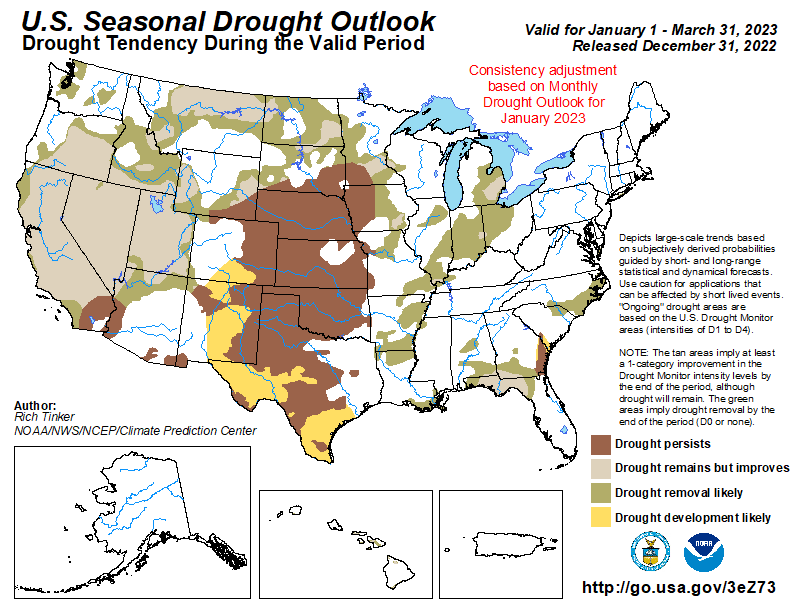 U.S. Seasonal Drought Outlook
Drought Tendency During the Valid Period
Valid for January 1 - March 31, 2023
Released December 31, 2022
Consistency adjustment
based on Monthly
Drought Outlook for
January 2023
Depicts large-scale trends based
on subjectively derived probabilities
guided by short- and long-range
statistical and dynamical forecasts.
Use caution for applications that
can be affected by short lived events.
"Ongoing" drought areas are
based on the U.S. Drought Monitor
areas (intensities of D1 to D4).
NOTE: The tan areas imply at least
a 1-category improvement in the
Drought Monitor intensity levels by
the end of the period, although
drought will remain. The green
areas imply drought removal by the
end of the period (D0 or none).
Author:
Rich Tinker
NOAA/NWS/NCEP/Climate Prediction Center
Drought persists
Drought remains but improves
Drought removal likely
Drought development likely
NOAA
http://go.usa.gov/3eZ73